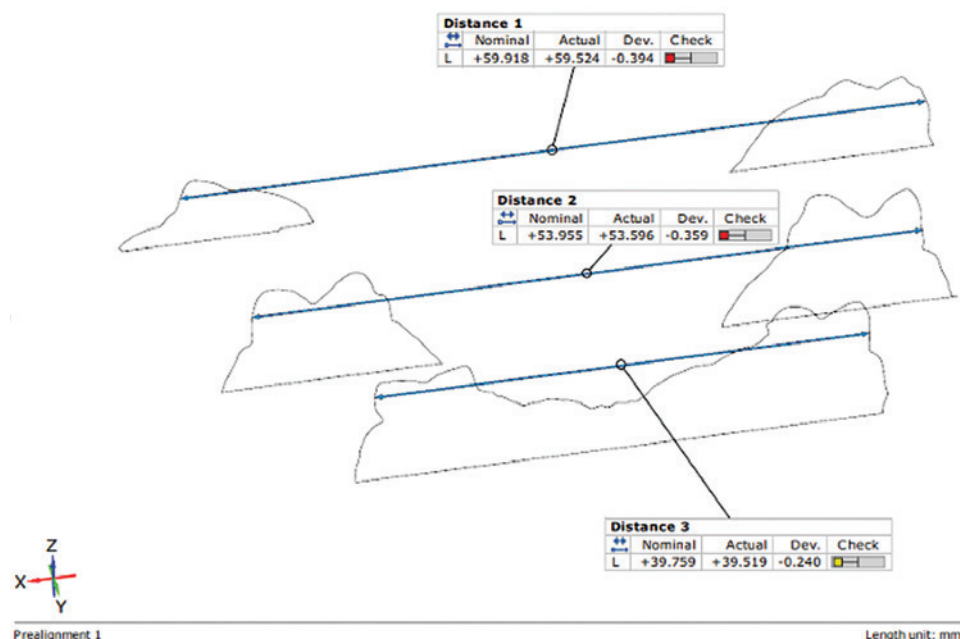 Distance 1
Nominal Actual Dev. Check
L +59.918 +59.524 -0.394
Distance 2
Nominal Actual Dev. Check
L +53.955 +53.596 -0.359
Distance 3
Nominal Actual Dev. Check
L +39.759 +39.519 -0.240
Z
X
Y
Prealignment 1
Length unit: mm